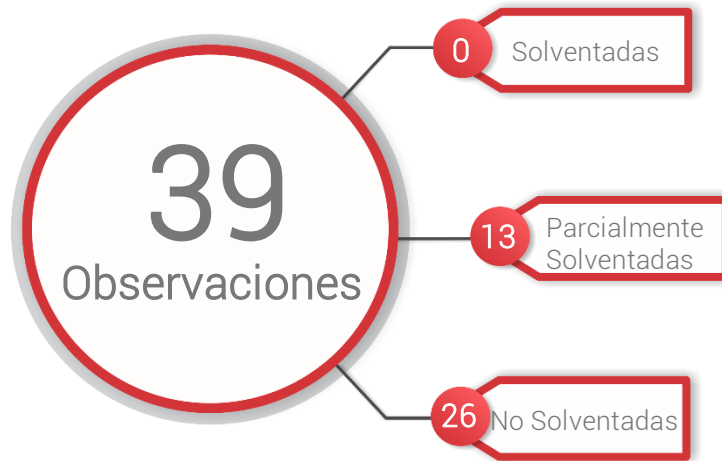 39
Observaciones
0
Solventadas
13
Parcialmente
Solventadas
26
No Solventadas